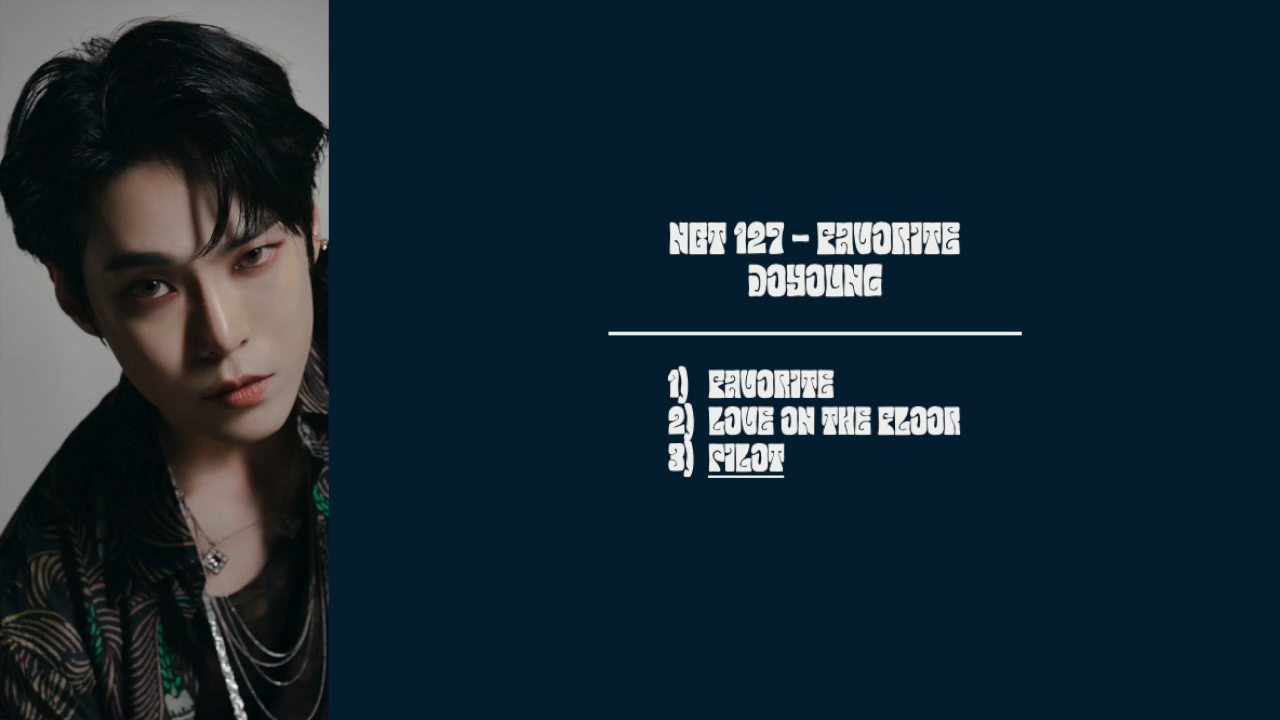 NCT 127 – FAVORITE
DOYOUNG
1) FAVORITE
2) LOVE ON THE FLOOR
3) PILOT